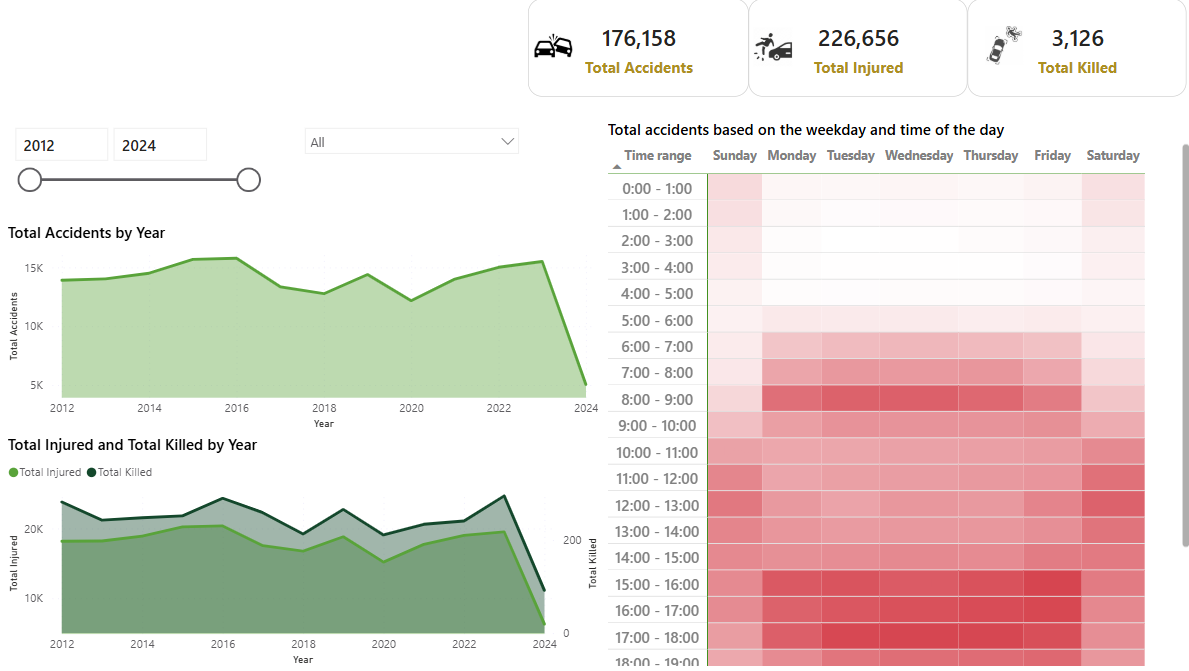 176,158
Total Accidents
226,656
Total Injured
3,126
Total Killed
2012
2024
All
Total Accidents by Year
Total Accidents
15K
10K
5K
2012 2014 2016 2018 2020 2022 2024
Year
Total Injured and Total Killed by Year
Total Injured Total Killed
Total Injured
20K
10K
200
0
Total Killed
2012 2014 2016 2018 2020 2022 2024
Year
Total accidents based on the weekday and time of the day
Time range Sunday Monday Tuesday Wednesday Thursday Friday Saturday
0:00 - 1:00
1:00 - 2:00
2:00 - 3:00
3:00 - 4:00
4:00 - 5:00
5:00 - 6:00
6:00 - 7:00
7:00 - 8:00
8:00 - 9:00
9:00 - 10:00
10:00 - 11:00
11:00 - 12:00
12:00 - 13:00
13:00 - 14:00
14:00 - 15:00
15:00 - 16:00
16:00 - 17:00
17:00 - 18:00
18:00 - 19:00